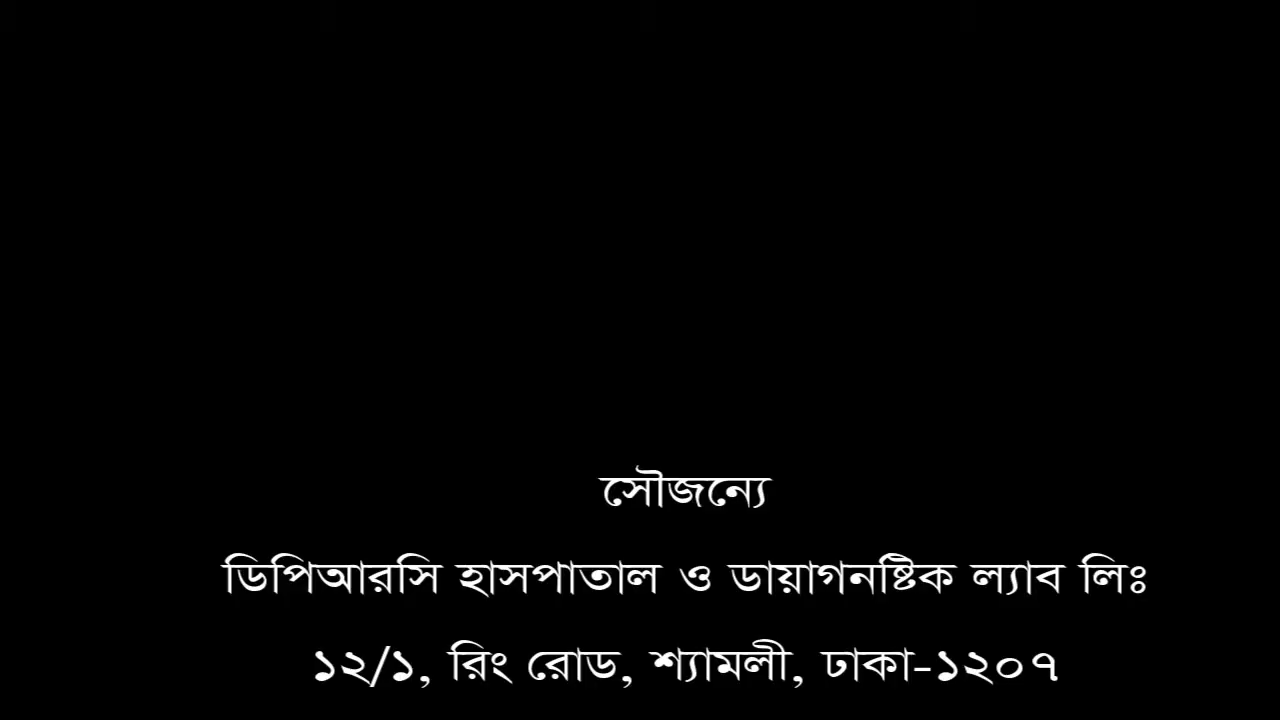 সৌজন্যে
ডিপিআরসি হাসপাতাল ও ডায়াগনষ্টিক ল্যাব লিঃ
১২/১, রিং রোড, শ্যামলী, ঢাকা-১২০৭